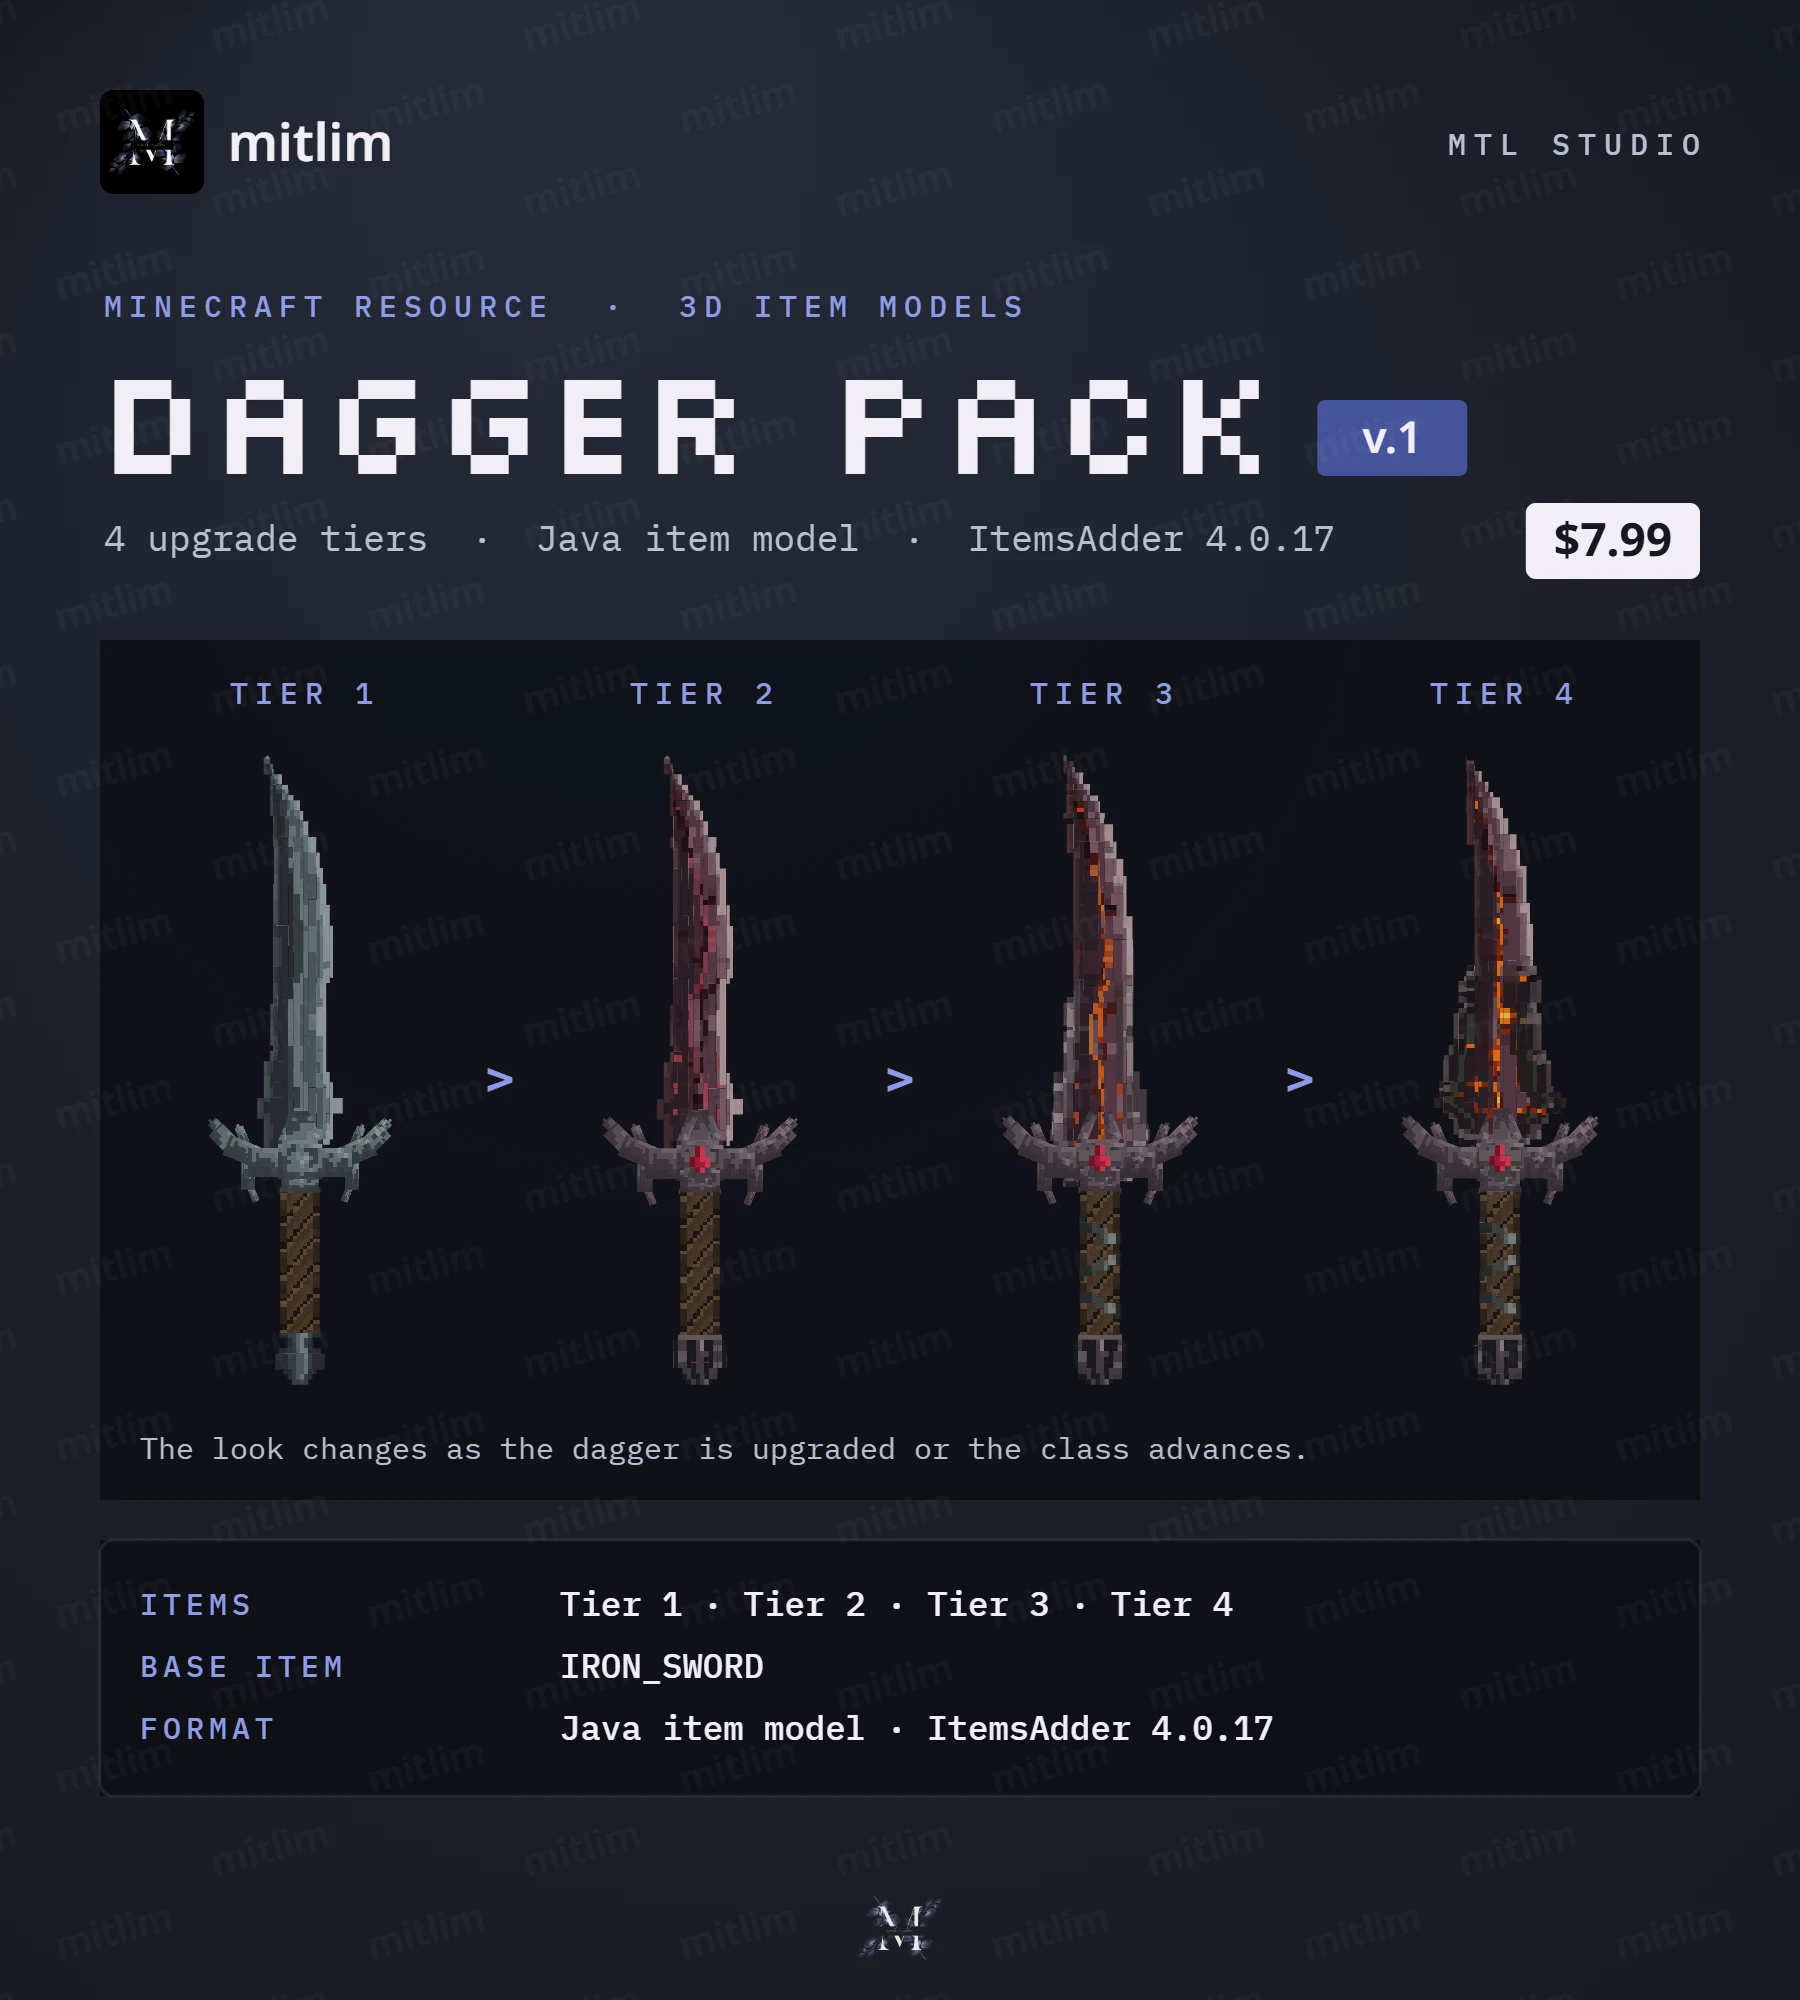 mitlim
MTL STUDIO
MINECRAFT RESOURCE · 3D ITEM MODELS
DAGGER PACK v.1
4 upgrade tiers · Java item model · ItemsAdder 4.0.17
$7.99
TIER 1 TIER 2 TIER 3 TIER 4
> > >
The look changes as the dagger is upgraded or the class advances.
ITEMS Tier 1 · Tier 2 · Tier 3 · Tier 4
BASE ITEM IRON_SWORD
FORMAT Java item model · ItemsAdder 4.0.17
M